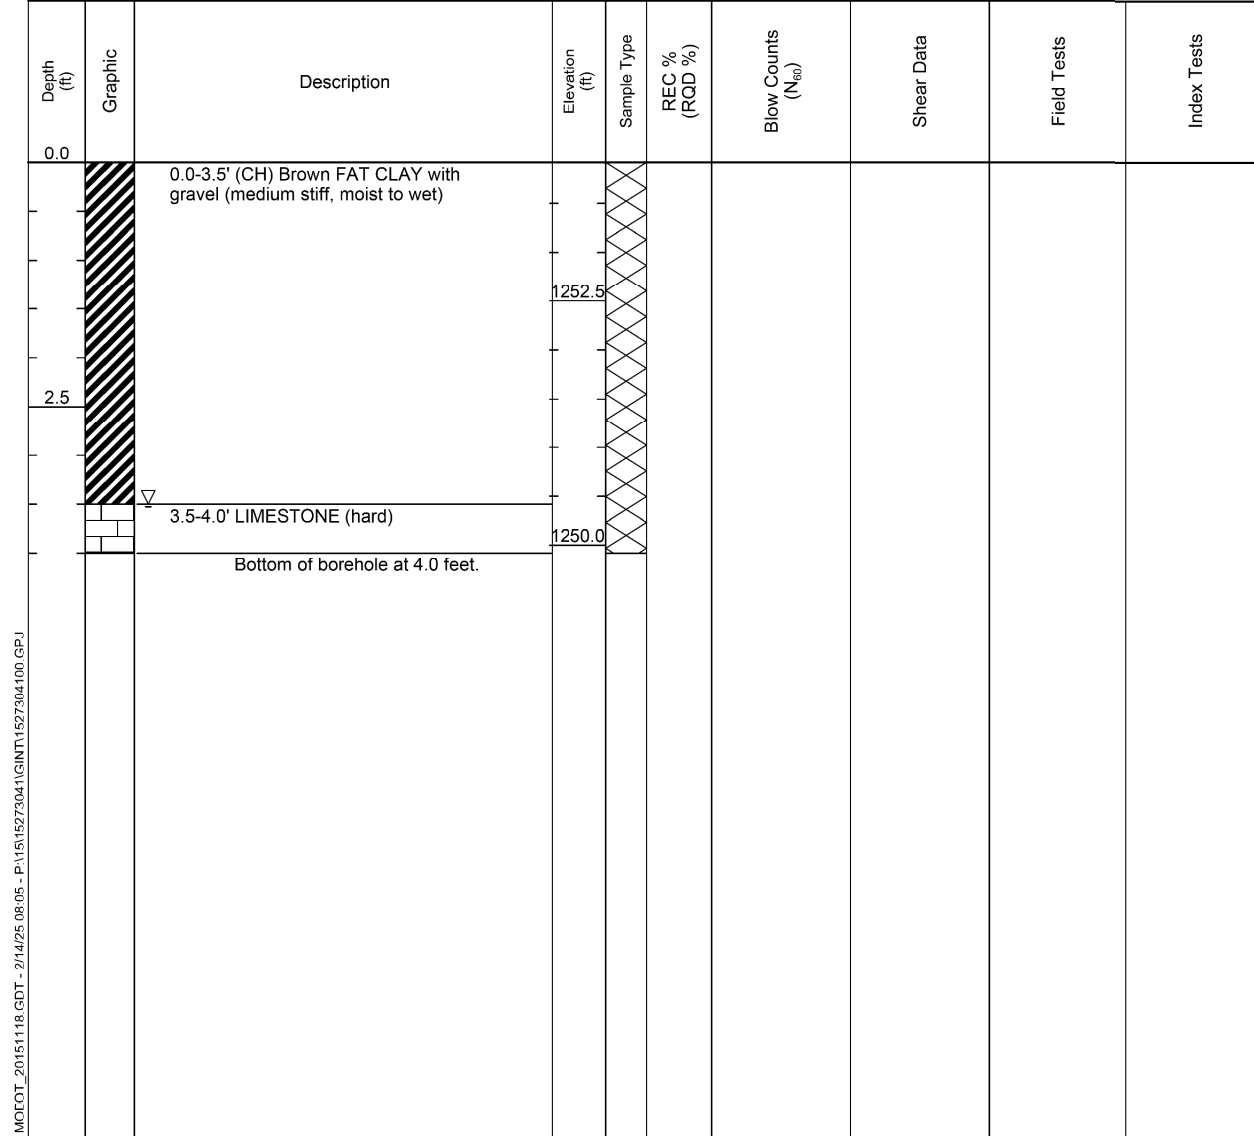 Depth
(ft)
Graphic
Description
Elevation
(ft)
Sample Type
REC %
(RQD %)
Blow Counts
(N60)
Shear Data
Field Tests
Index Tests
0.0
0.0-3.5' (CH) Brown FAT CLAY with
gravel (medium stiff, moist to wet)
1252.5
2.5
3.5-4.0' LIMESTONE (hard)
1250.0
Bottom of borehole at 4.0 feet.
MODOT_20151118.GDT - 2/14/25 08:05 - P:\15\15273041\GINT\1527304100.GPJ